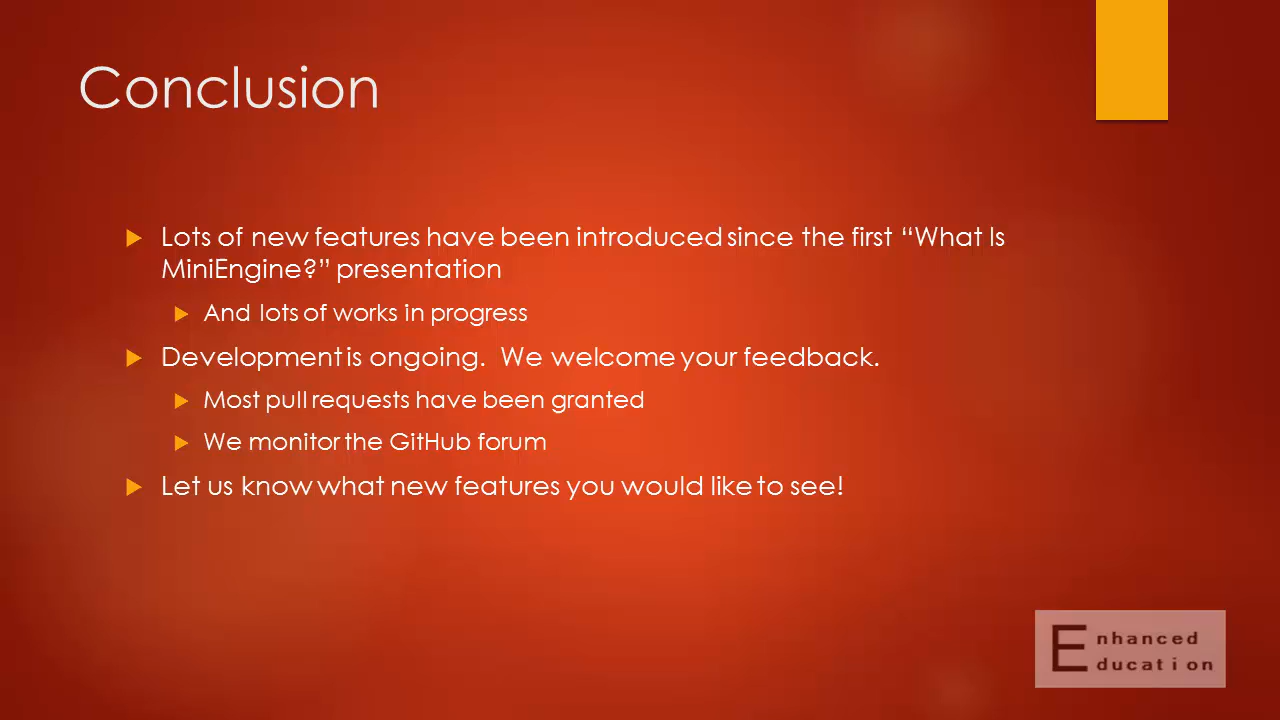 Conclusion
Lots of new features have been introduced since the first “What Is
MiniEngine?” presentation
And lots of works in progress
Development is ongoing.  We welcome your feedback.
Most pull requests have been granted
We monitor the GitHub forum
Let us know what new features you would like to see!
Enhanced
Education